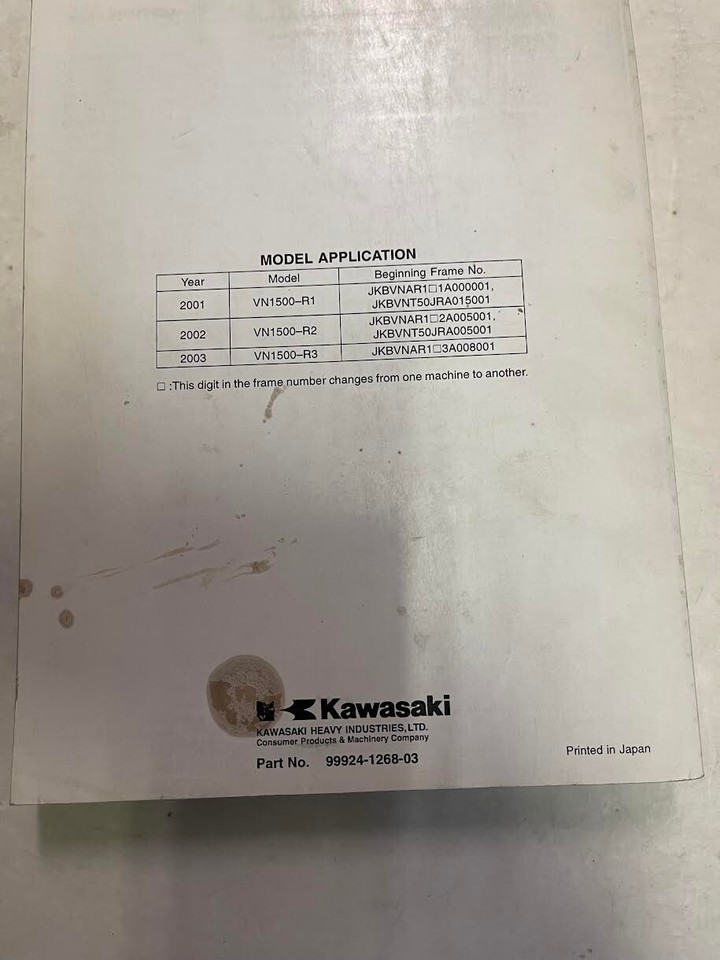 MODEL APPLICATION
Year Model Beginning Frame No.
2001 VN1500–R1 JKBVNAR1□1A000001,
JKBVNT50JRA015001
2002 VN1500–R2 JKBVNAR1□2A005001,
JKBVNT50JRA005001
2003 VN1500–R3 JKBVNAR1□3A008001
□ :This digit in the frame number changes from one machine to another.
Kawasaki
KAWASAKI HEAVY INDUSTRIES,LTD.
Consumer Products & Machinery Company
Part No. 99924-1268-03
Printed in Japan